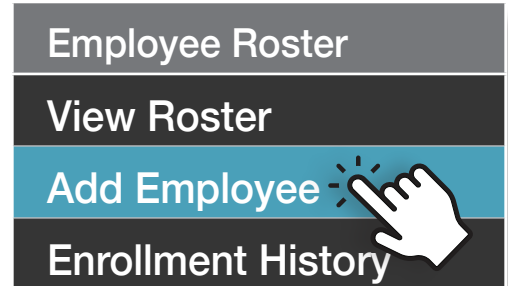 Employee Roster
View Roster
Add Employee
Enrollment History